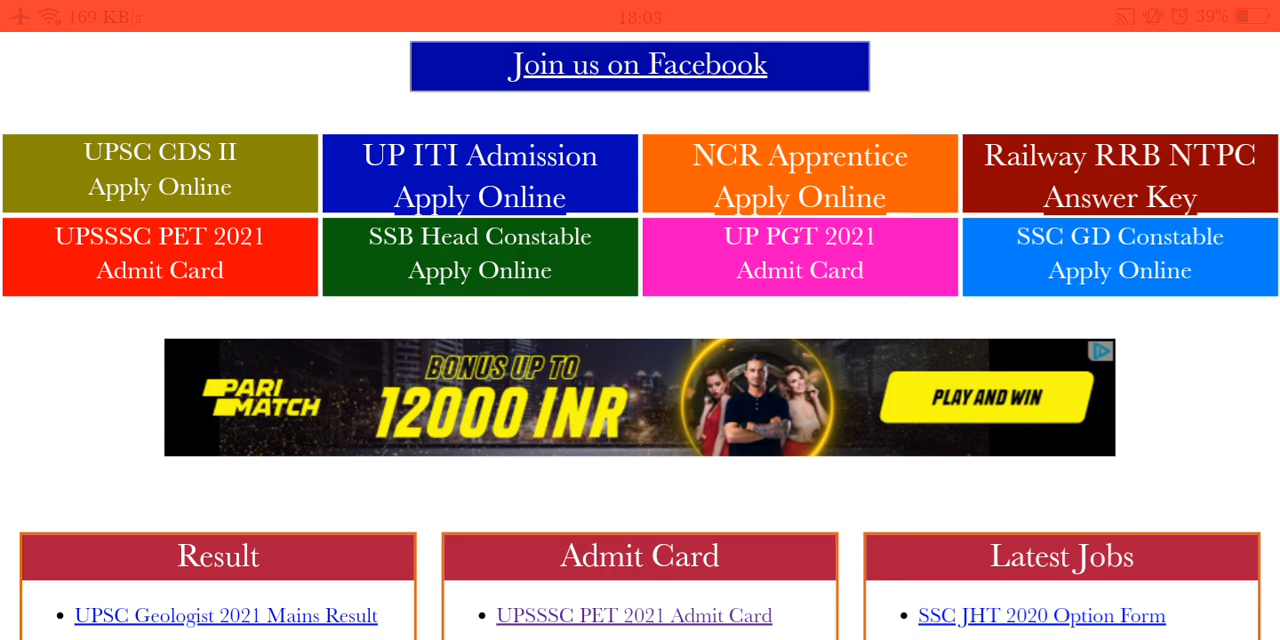 169 KB/s 18:03 39%
Join us on Facebook
UPSC CDS II
Apply Online
UP ITI Admission
Apply Online
NCR Apprentice
Apply Online
Railway RRB NTPC
Answer Key
UPSSSC PET 2021
Admit Card
SSB Head Constable
Apply Online
UP PGT 2021
Admit Card
SSC GD Constable
Apply Online
PARI
MATCH
BONUS UP TO
12000 INR
PLAY AND WIN
Result
UPSC Geologist 2021 Mains Result
Admit Card
UPSSSC PET 2021 Admit Card
Latest Jobs
SSC JHT 2020 Option Form